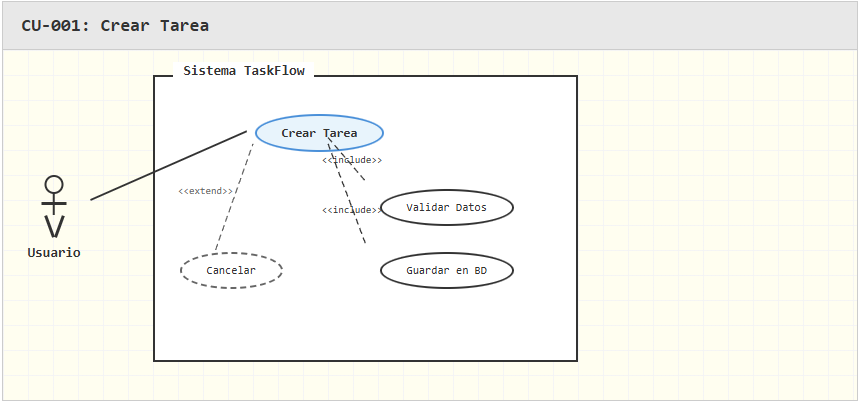 CU-001: Crear Tarea
Sistema TaskFlow
Crear Tarea
<<include>>
<<extend>>
Validar Datos
<<include>>
Usuario
Cancelar
Guardar en BD